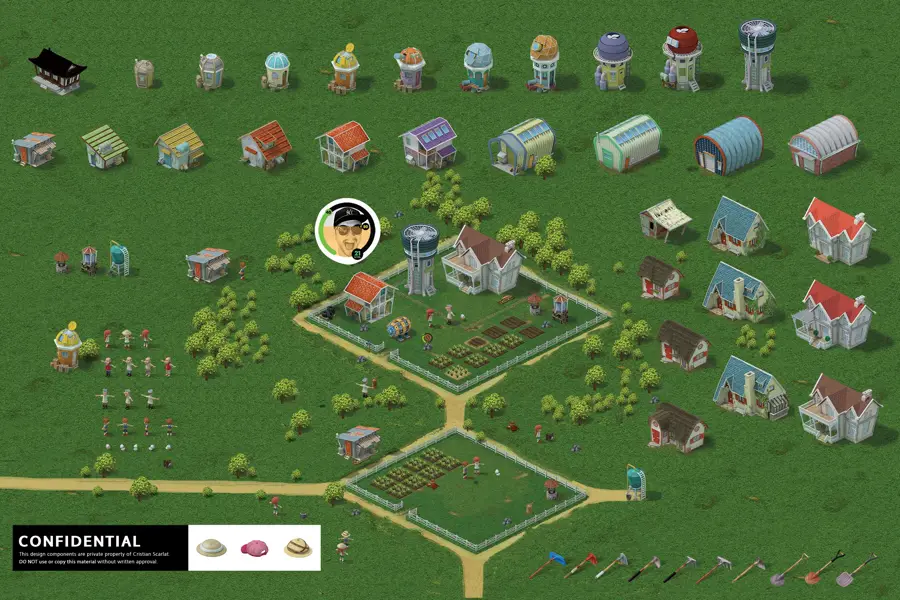 CONFIDENTIAL
This design components are private property of Cristian Scarlat
DO NOT use or copy this material without written approval